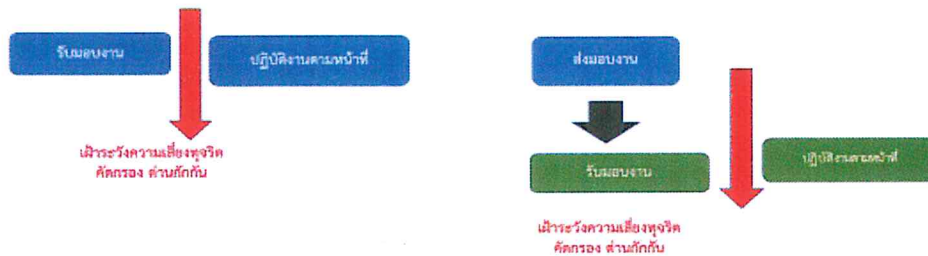 รับมอบงาน
ปฏิบัติงานตามหน้าที่
เฝ้าระวังความเสี่ยงทุจริต
คัดกรอง ด่านกักกัน
ส่งมอบงาน
รับมอบงาน
ปฏิบัติงานตามหน้าที่
เฝ้าระวังความเสี่ยงทุจริต
คัดกรอง ด่านกักกัน